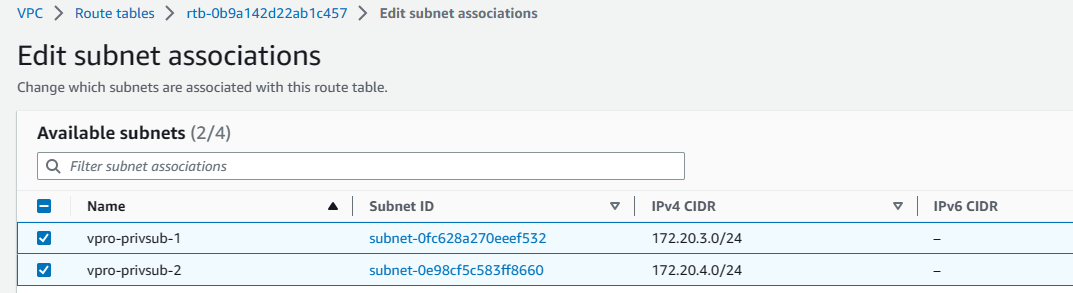 VPC > Route tables > rtb-0b9a142d22ab1c457 > Edit subnet associations
Edit subnet associations
Change which subnets are associated with this route table.
Available subnets (2/4)
Filter subnet associations
Name Subnet ID IPv4 CIDR IPv6 CIDR
vpro-privsub-1 subnet-0fc628a270eeef532 172.20.3.0/24 –
vpro-privsub-2 subnet-0e98cf5c583ff8660 172.20.4.0/24 –